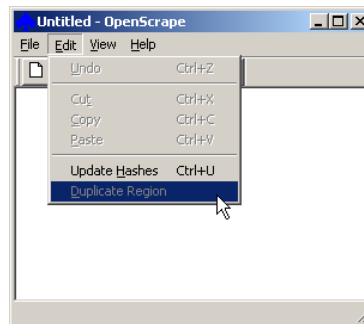 Untitled - OpenScrape
File Edit View Help
Undo Ctrl+Z
Cut Ctrl+X
Copy Ctrl+C
Paste Ctrl+V
Update Hashes Ctrl+U
Duplicate Region